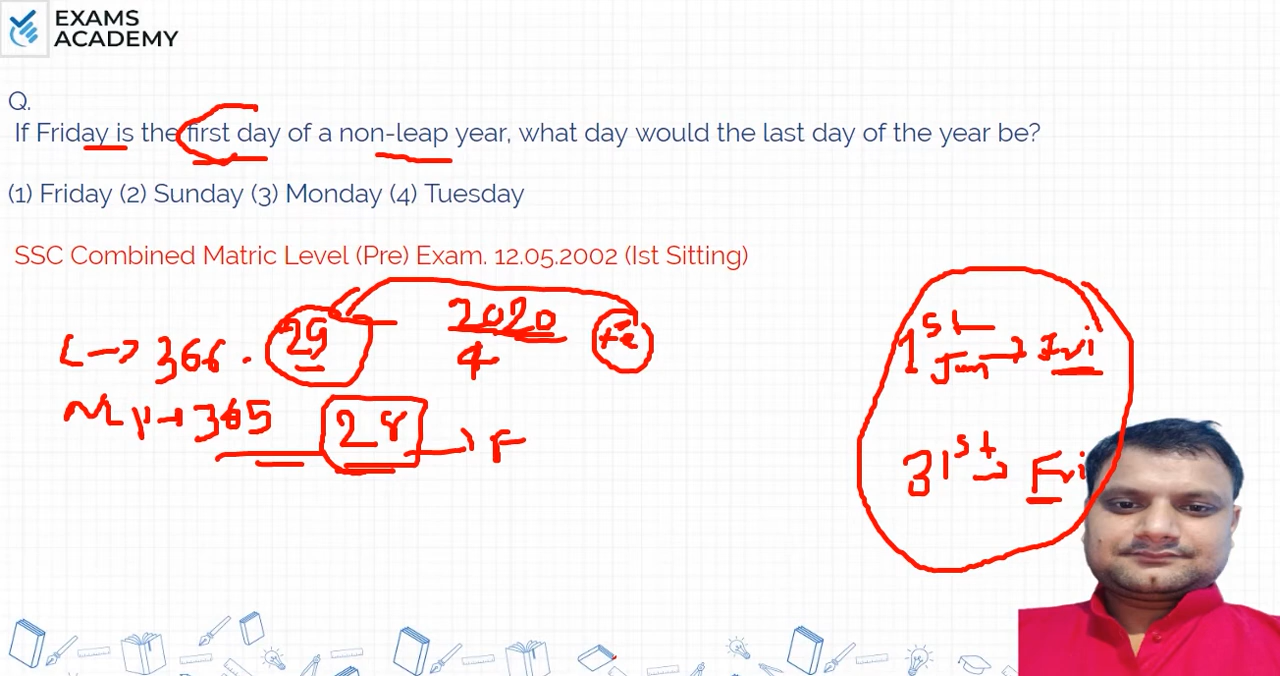 EXAMS
ACADEMY
Q.
If Friday is the first day of a non-leap year, what day would the last day of the year be?
(1) Friday (2) Sunday (3) Monday (4) Tuesday
SSC Combined Matric Level (Pre) Exam. 12.05.2002 (Ist Sitting)
L → 366 . 29
2020
4
1st Jan → Fri
365 28 → F
31st → Fri